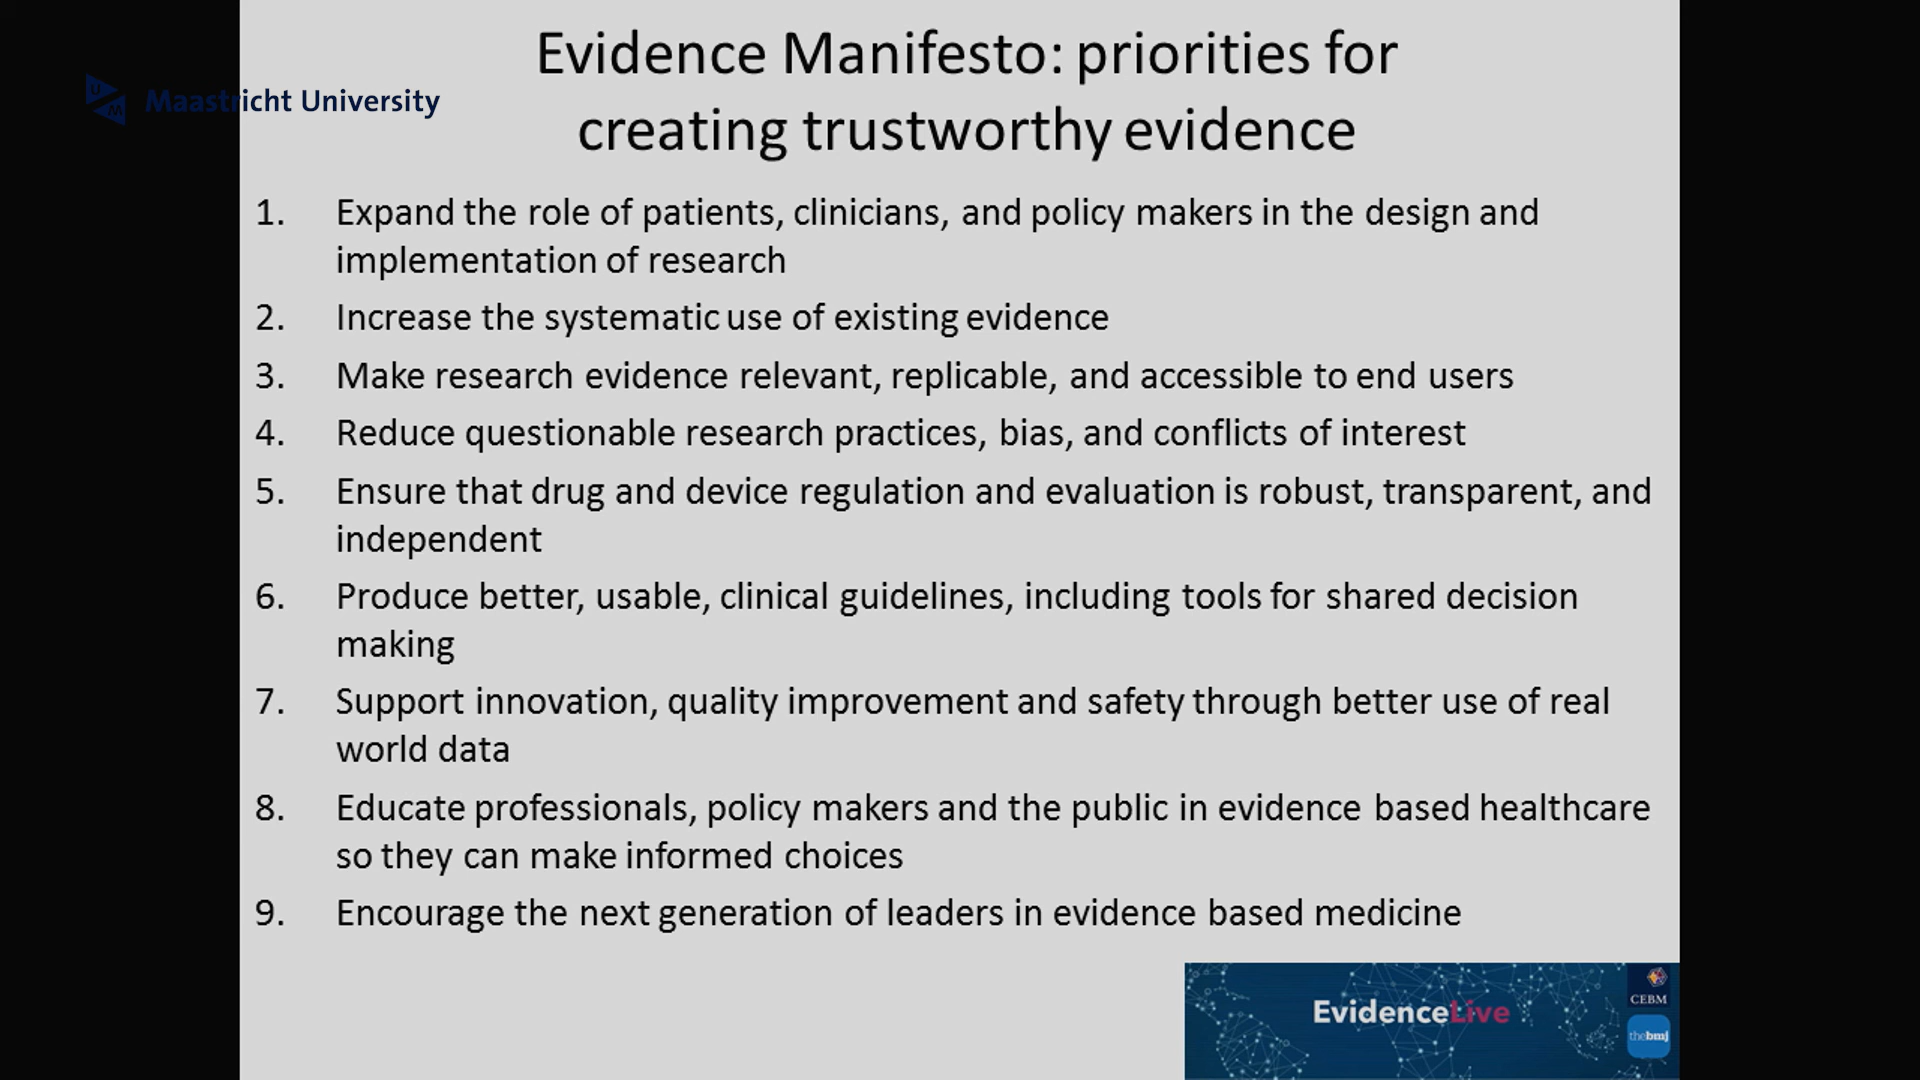 Evidence Manifesto: priorities for
creating trustworthy evidence
UM
Maastricht University
1. Expand the role of patients, clinicians, and policy makers in the design and
implementation of research
2. Increase the systematic use of existing evidence
3. Make research evidence relevant, replicable, and accessible to end users
4. Reduce questionable research practices, bias, and conflicts of interest
5. Ensure that drug and device regulation and evaluation is robust, transparent, and
independent
6. Produce better, usable, clinical guidelines, including tools for shared decision
making
7. Support innovation, quality improvement and safety through better use of real
world data
8. Educate professionals, policy makers and the public in evidence based healthcare
so they can make informed choices
9. Encourage the next generation of leaders in evidence based medicine
EvidenceLive
CEBM
thebmj